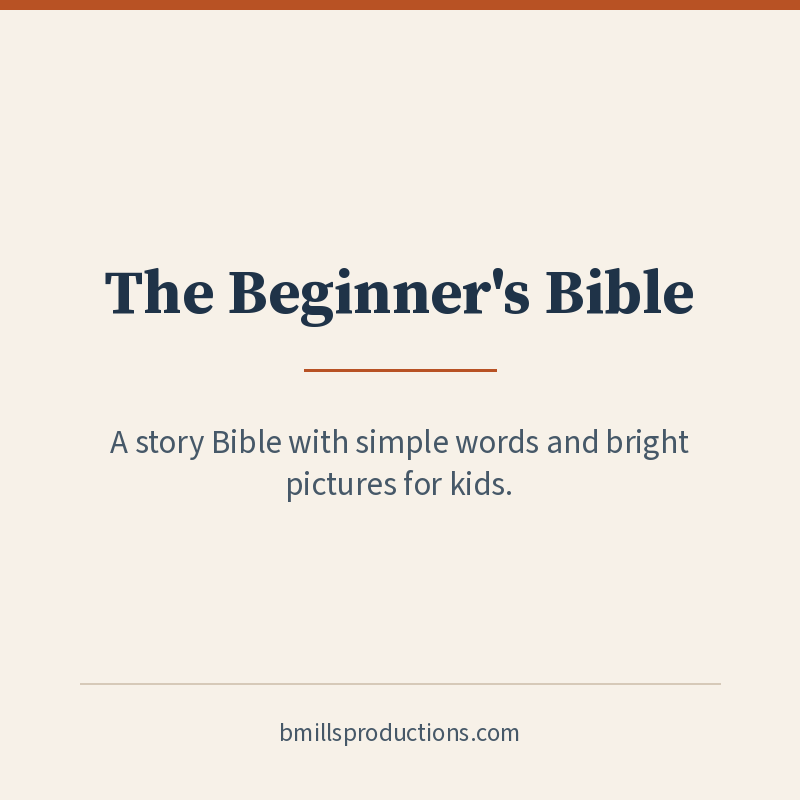 The Beginner's Bible
A story Bible with simple words and bright
pictures for kids.
bmillsproductions.com